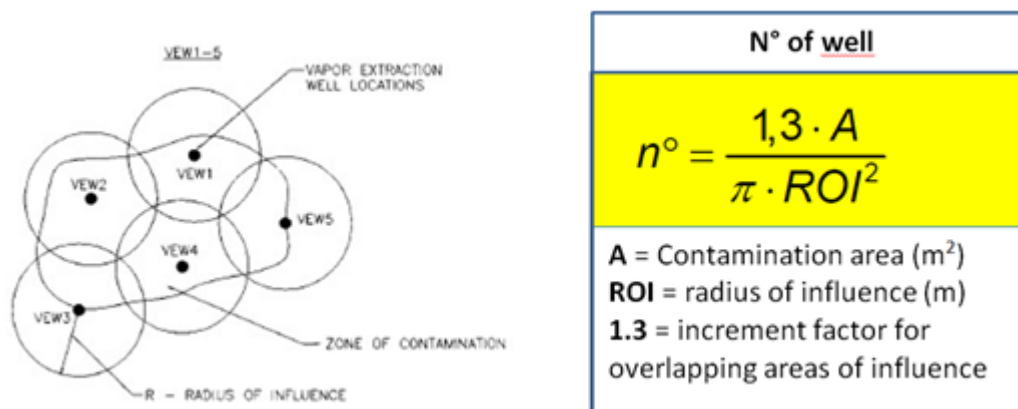 VEW1-5
VAPOR EXTRACTION
WELL LOCATIONS
VEW1
VEW2
VEW5
VEW4
VEW3
ZONE OF CONTAMINATION
R - RADIUS OF INFLUENCE
N° of well
n° = 1,3 · A / π · ROI²
A = Contamination area (m²)
ROI = radius of influence (m)
1.3 = increment factor for
overlapping areas of influence